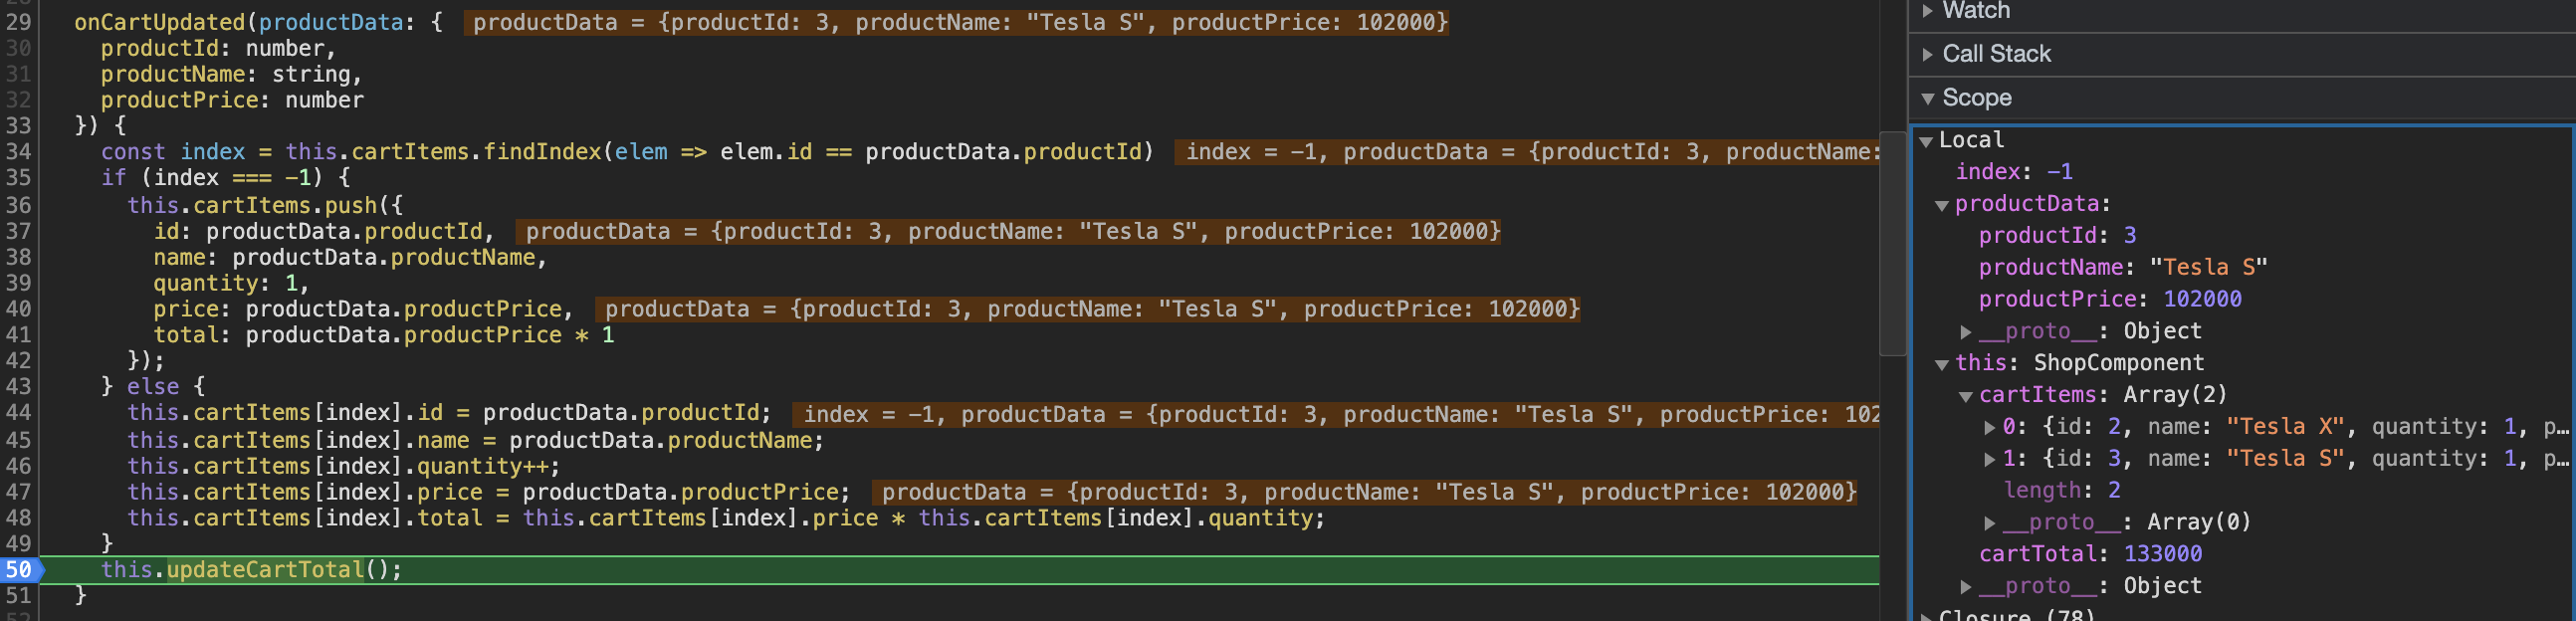 29 onCartUpdated(productData: { productData = {productId: 3, productName: "Tesla S", productPrice: 102000}
30 productId: number,
31 productName: string,
32 productPrice: number
33 }) {
34 const index = this.cartItems.findIndex(elem => elem.id == productData.productId) index = −1, productData = {productId: 3, productName:
35 if (index === −1) {
36 this.cartItems.push({
37 id: productData.productId, productData = {productId: 3, productName: "Tesla S", productPrice: 102000}
38 name: productData.productName,
39 quantity: 1,
40 price: productData.productPrice, productData = {productId: 3, productName: "Tesla S", productPrice: 102000}
41 total: productData.productPrice * 1
42 });
43 } else {
44 this.cartItems[index].id = productData.productId; index = −1, productData = {productId: 3, productName: "Tesla S", productPrice: 102
45 this.cartItems[index].name = productData.productName;
46 this.cartItems[index].quantity++;
47 this.cartItems[index].price = productData.productPrice; productData = {productId: 3, productName: "Tesla S", productPrice: 102000}
48 this.cartItems[index].total = this.cartItems[index].price * this.cartItems[index].quantity;
49 }
50 this.updateCartTotal();
51 }
Watch
Call Stack
Scope
Local
index: −1
productData:
productId: 3
productName: "Tesla S"
productPrice: 102000
__proto__: Object
this: ShopComponent
cartItems: Array(2)
0: {id: 2, name: "Tesla X", quantity: 1, p…
1: {id: 3, name: "Tesla S", quantity: 1, p…
length: 2
__proto__: Array(0)
cartTotal: 133000
__proto__: Object
Closure (78)